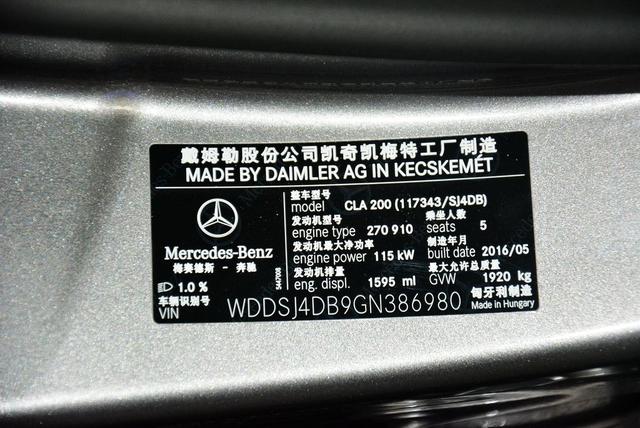 戴姆勒股份公司凯奇凯梅特工厂制造
MADE BY DAIMLER AG IN KECSKEMÉT
整车型号
model CLA 200 (117343/SJ4DB)
发动机型号 乘坐人数
engine type 270 910 seats 5
发动机最大净功率 制造年月
engine power 115 kW built date 2016/05
发动机排量 最大允许总质量
eng. displ. 1595 ml GVW 1920 kg
Mercedes-Benz
梅赛德斯 - 奔驰
1.0 %
车辆识别号
VIN WDDSJ4DB9GN386980
匈牙利制造
Made in Hungary